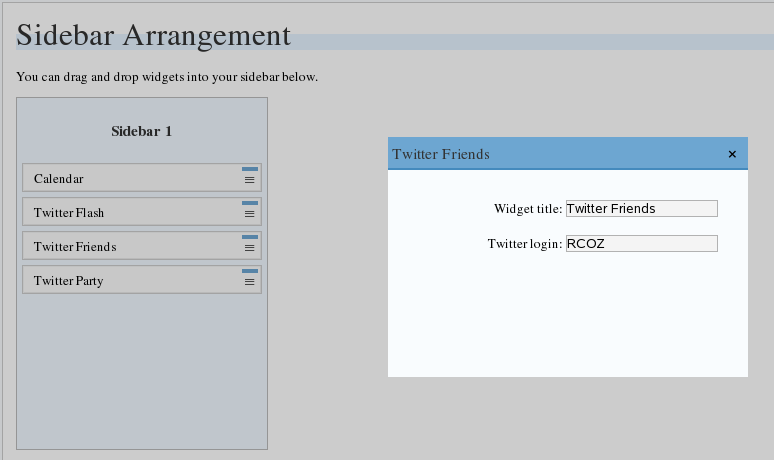 Sidebar Arrangement
You can drag and drop widgets into your sidebar below.
Sidebar 1
Calendar
Twitter Flash
Twitter Friends
Twitter Party
Twitter Friends ×
Widget title: Twitter Friends
Twitter login: RCOZ